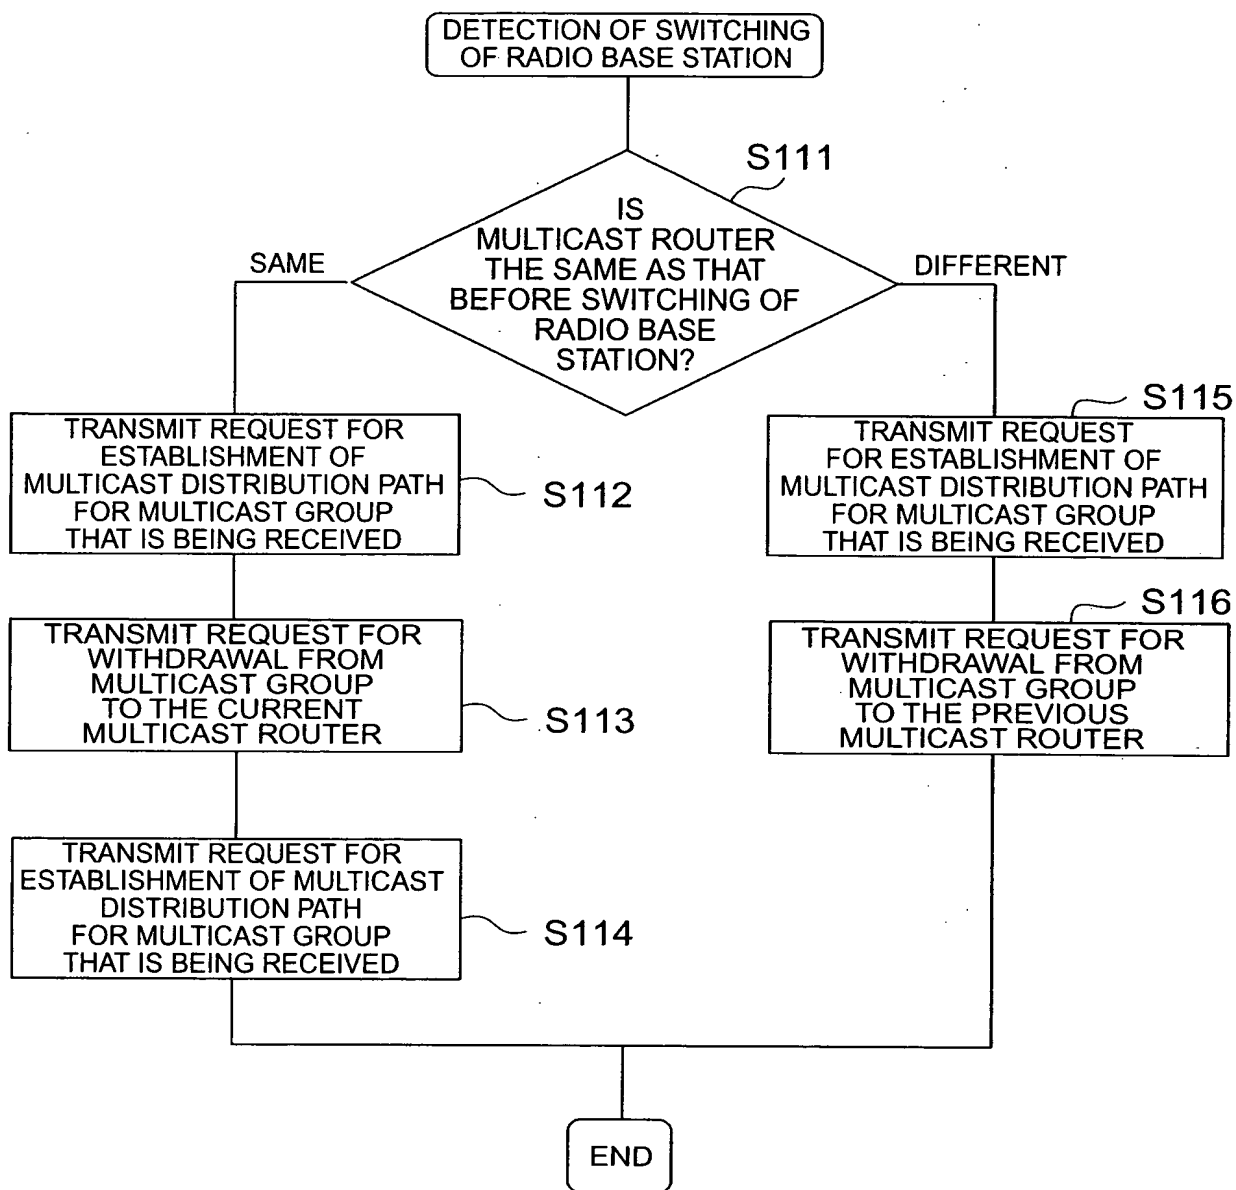 DETECTION OF SWITCHING
OF RADIO BASE STATION
S111
IS
MULTICAST ROUTER
THE SAME AS THAT
BEFORE SWITCHING OF
RADIO BASE
STATION?
SAME
DIFFERENT
TRANSMIT REQUEST FOR
ESTABLISHMENT OF
MULTICAST DISTRIBUTION PATH
FOR MULTICAST GROUP
THAT IS BEING RECEIVED
S112
TRANSMIT REQUEST FOR
WITHDRAWAL FROM
MULTICAST GROUP
TO THE CURRENT
MULTICAST ROUTER
S113
TRANSMIT REQUEST FOR
ESTABLISHMENT OF MULTICAST
DISTRIBUTION PATH
FOR MULTICAST GROUP
THAT IS BEING RECEIVED
S114
S115
TRANSMIT REQUEST
FOR ESTABLISHMENT OF
MULTICAST DISTRIBUTION PATH
FOR MULTICAST GROUP
THAT IS BEING RECEIVED
S116
TRANSMIT REQUEST FOR
WITHDRAWAL FROM
MULTICAST GROUP
TO THE PREVIOUS
MULTICAST ROUTER
END